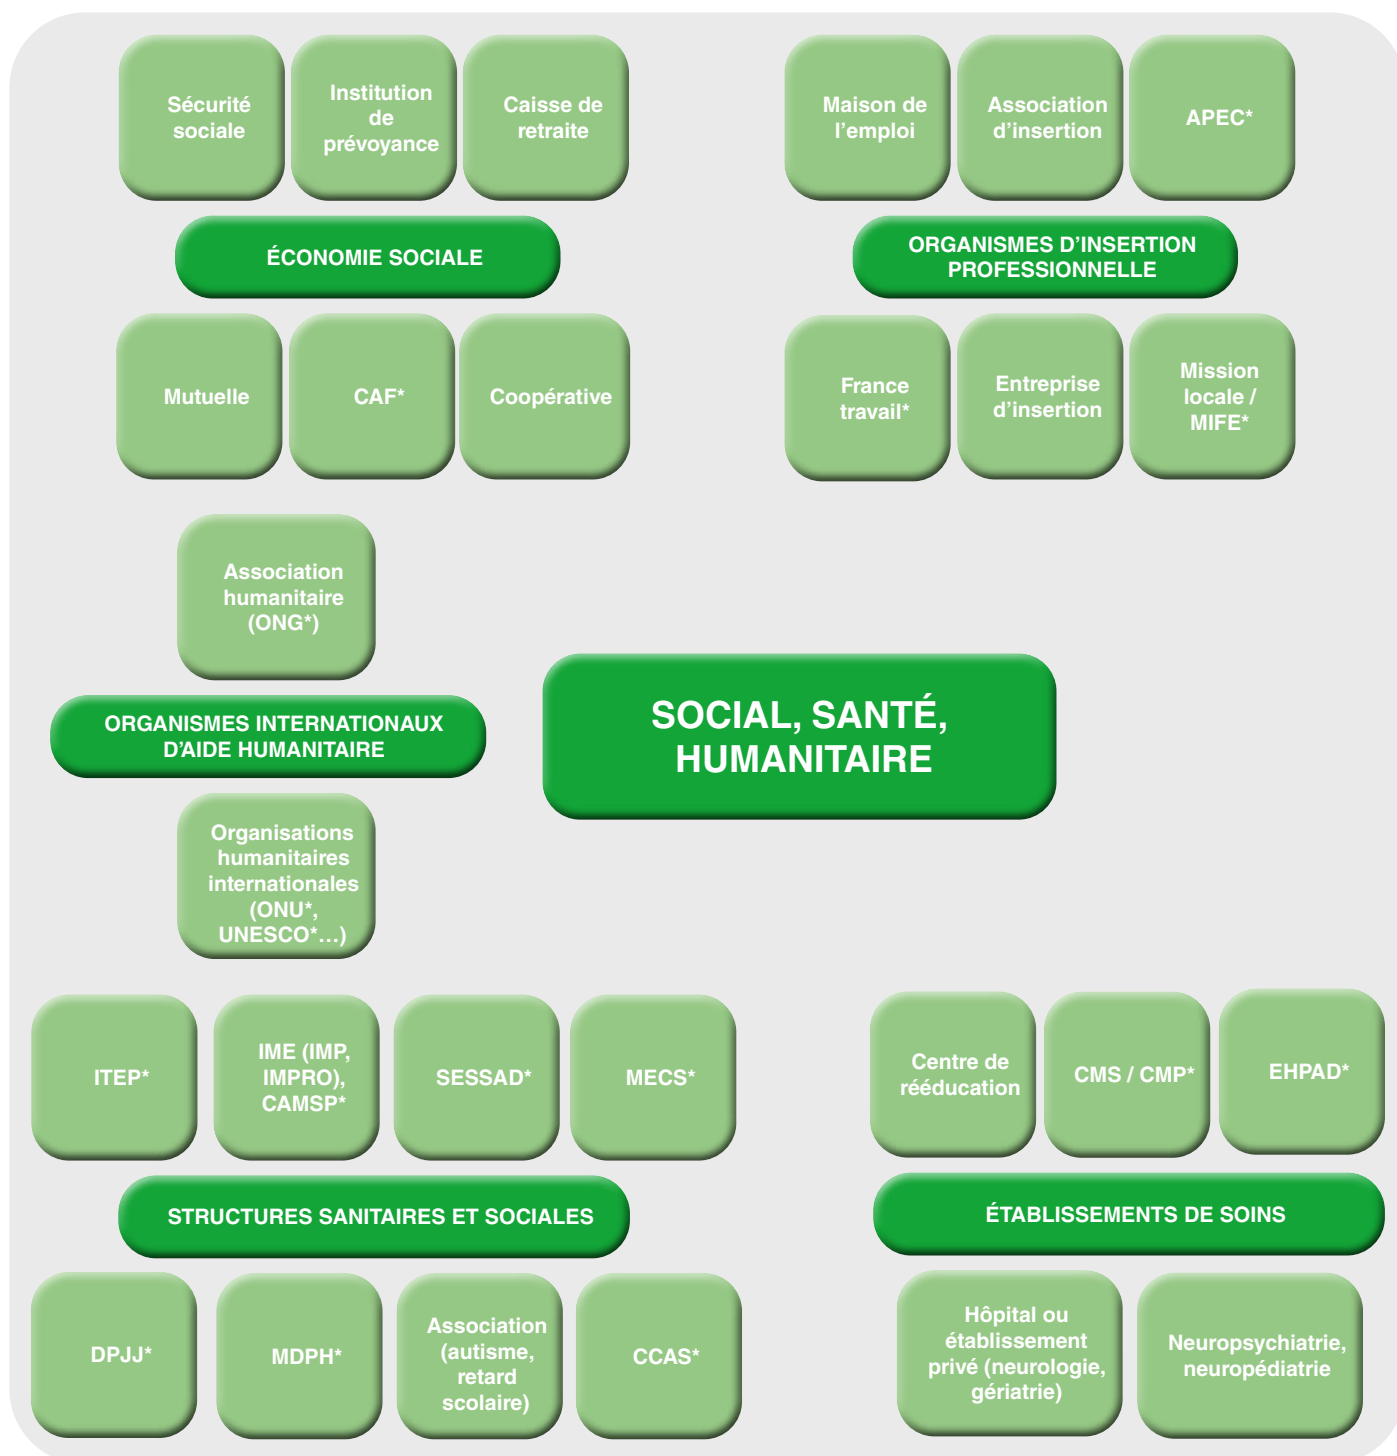 Sécurité
sociale
Institution
de
prévoyance
Caisse de
retraite
ÉCONOMIE SOCIALE
Mutuelle
CAF*
Coopérative
Maison de
l’emploi
Association
d’insertion
APEC*
ORGANISMES D’INSERTION
PROFESSIONNELLE
France
travail*
Entreprise
d’insertion
Mission
locale /
MIFE*
Association
humanitaire
(ONG*)
ORGANISMES INTERNATIONAUX
D’AIDE HUMANITAIRE
Organisations
humanitaires
internationales
(ONU*,
UNESCO*…)
SOCIAL, SANTÉ,
HUMANITAIRE
ITEP*
IME (IMP,
IMPRO),
CAMSP*
SESSAD*
MECS*
STRUCTURES SANITAIRES ET SOCIALES
DPJJ*
MDPH*
Association
(autisme,
retard
scolaire)
CCAS*
Centre de
rééducation
CMS / CMP*
EHPAD*
ÉTABLISSEMENTS DE SOINS
Hôpital ou
établissement
privé (neurologie,
gériatrie)
Neuropsychiatrie,
neuropédiatrie